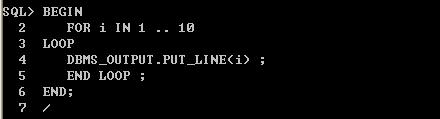 SQL> BEGIN
2 FOR i IN 1 .. 10
3 LOOP
4 DBMS_OUTPUT.PUT_LINE(i) ;
5 END LOOP ;
6 END;
7 /